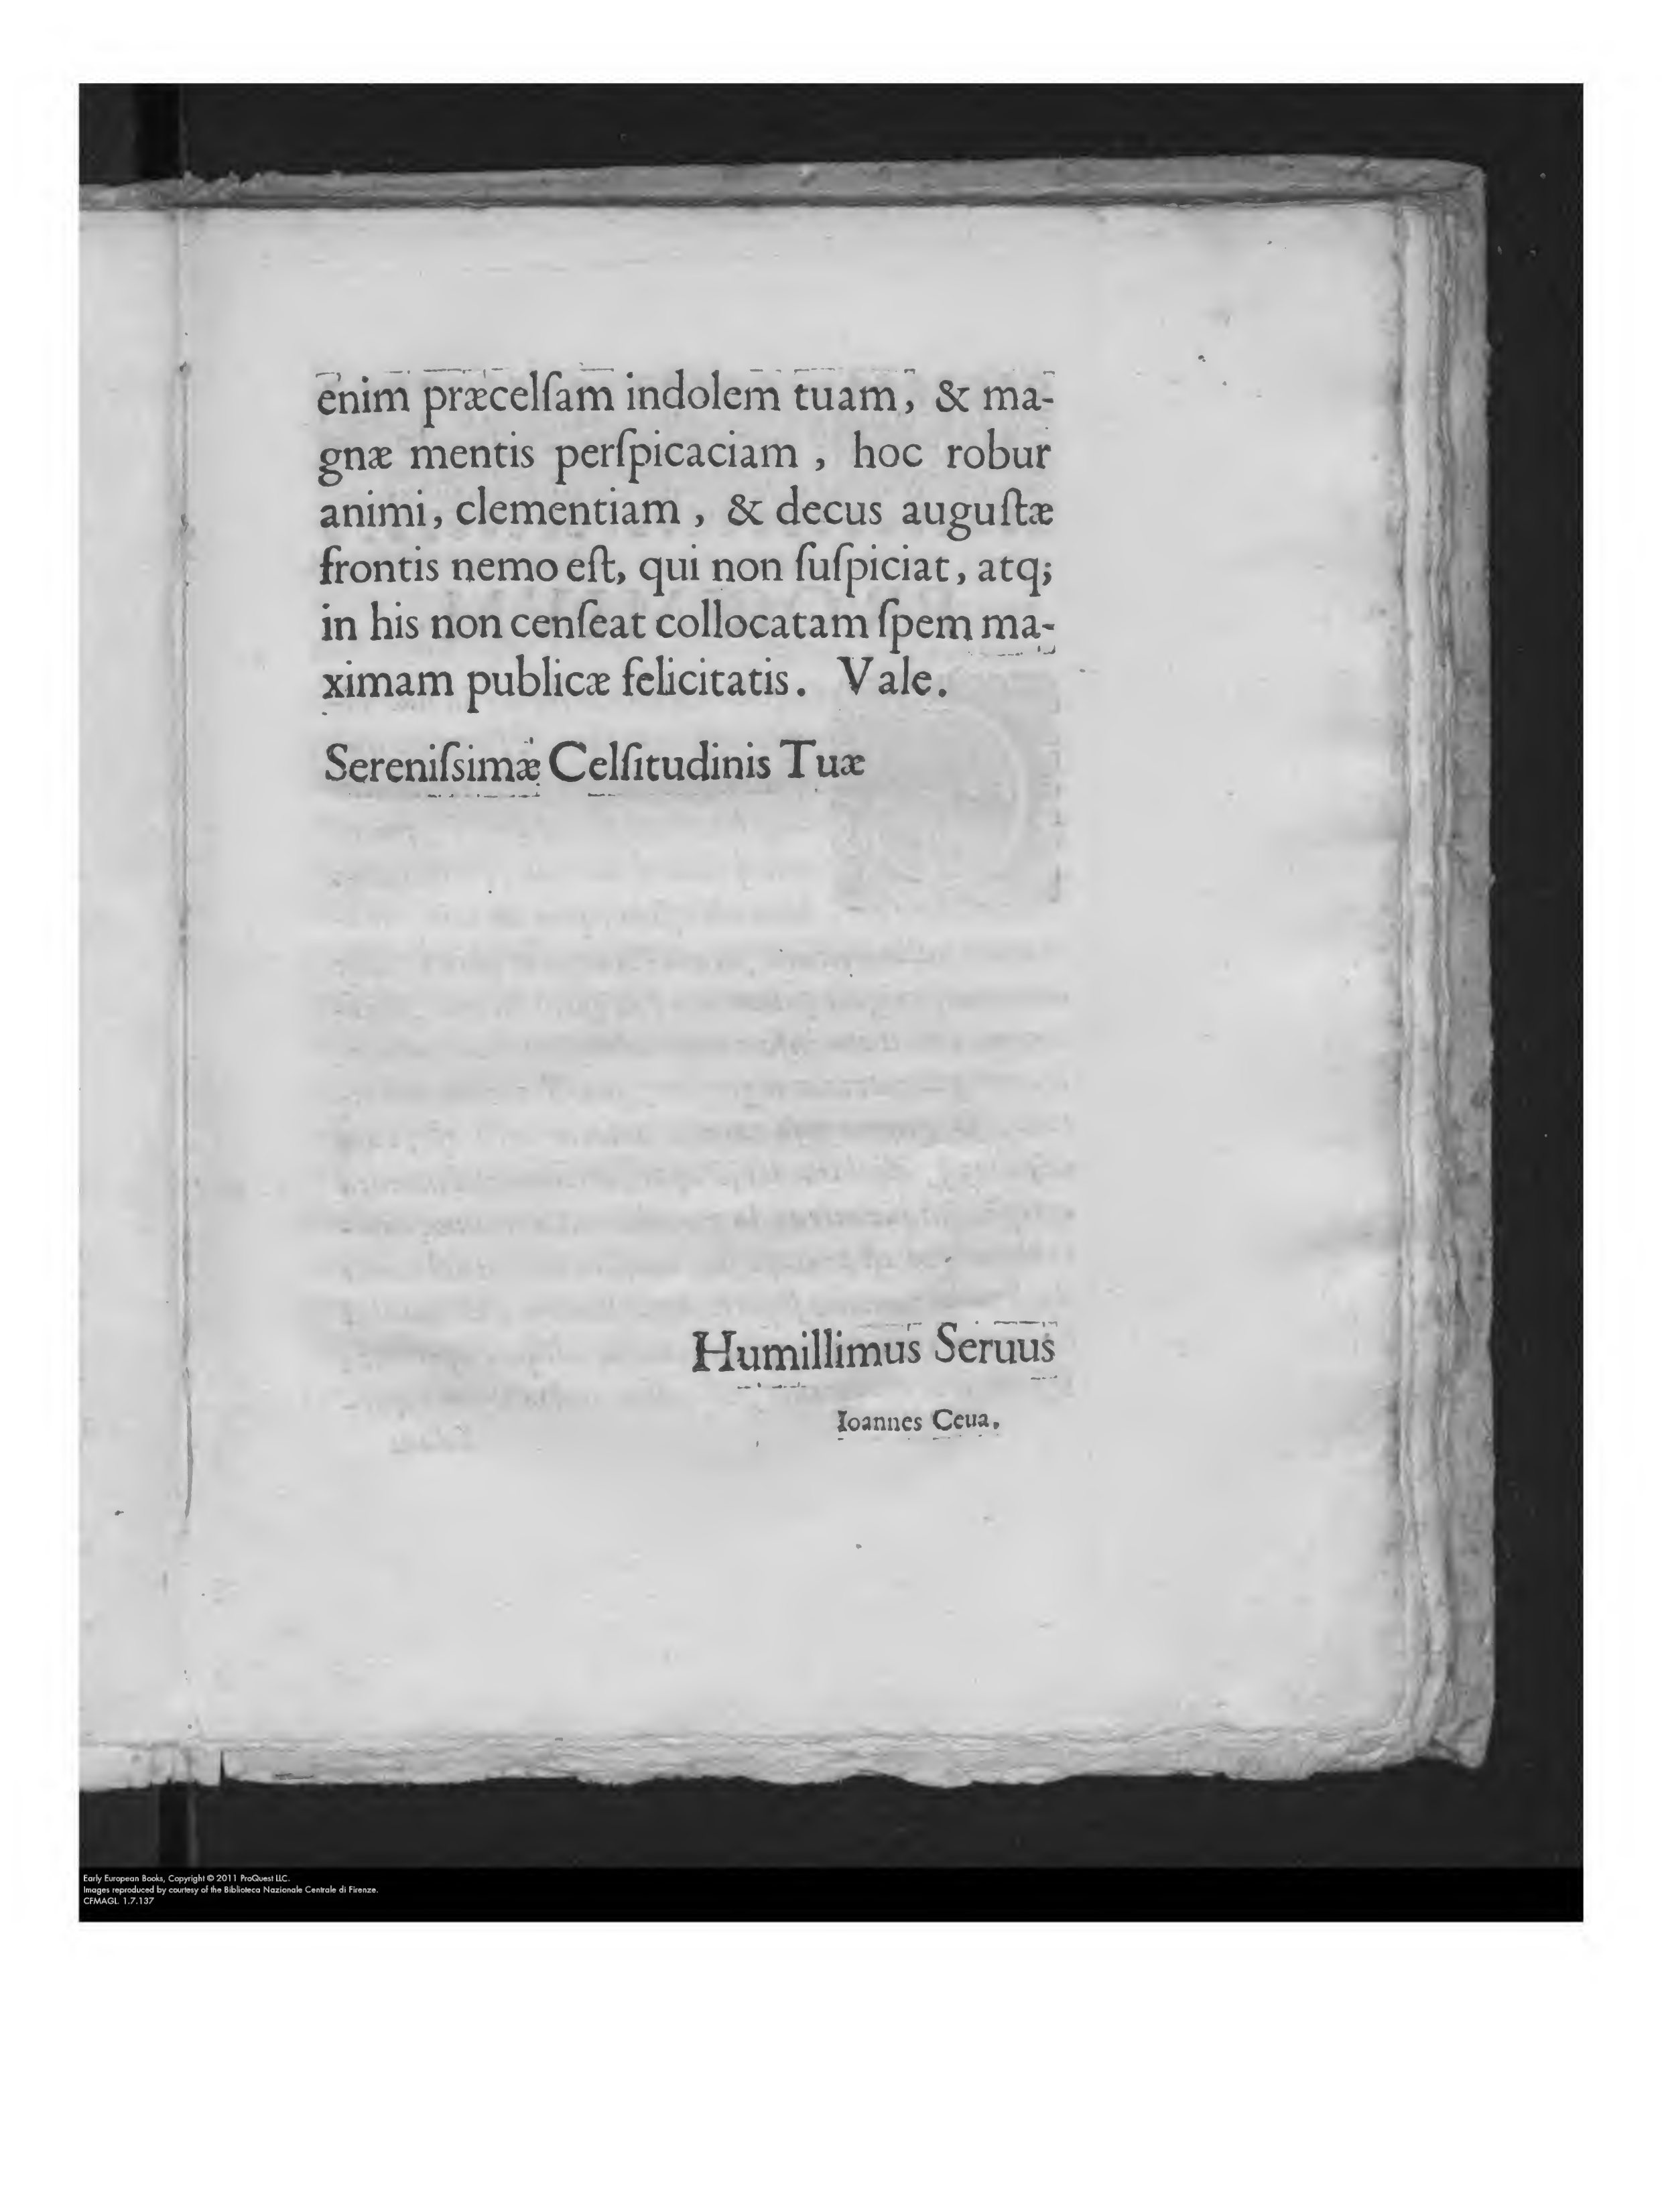 enim præcelſam indolem tuam, & ma-
gnæ mentis perſpicaciam , hoc robur
animi, clementiam , & decus auguſtæ
frontis nemo eſt, qui non ſuſpiciat, atq;
in his non cenſeat collocatam ſpem ma-
ximam publicæ felicitatis. Vale.
Sereniſsimæ Celſitudinis Tuæ
Humillimus Seruus
Ioannes Ceua.
Early European Books, Copyright © 2011 ProQuest LLC.
Images reproduced by courtesy of the Biblioteca Nazionale Centrale di Firenze.
CFMAGL 1.7.137